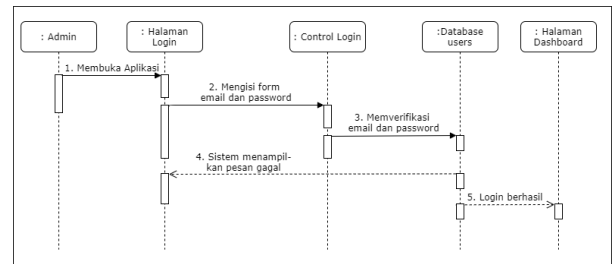 : Admin
: Halaman
Login
: Control Login
:Database
users
: Halaman
Dashboard
1. Membuka Aplikasi
2. Mengisi form
email dan password
3. Memverifikasi
email dan password
4. Sistem menampil-
kan pesan gagal
5. Login berhasil